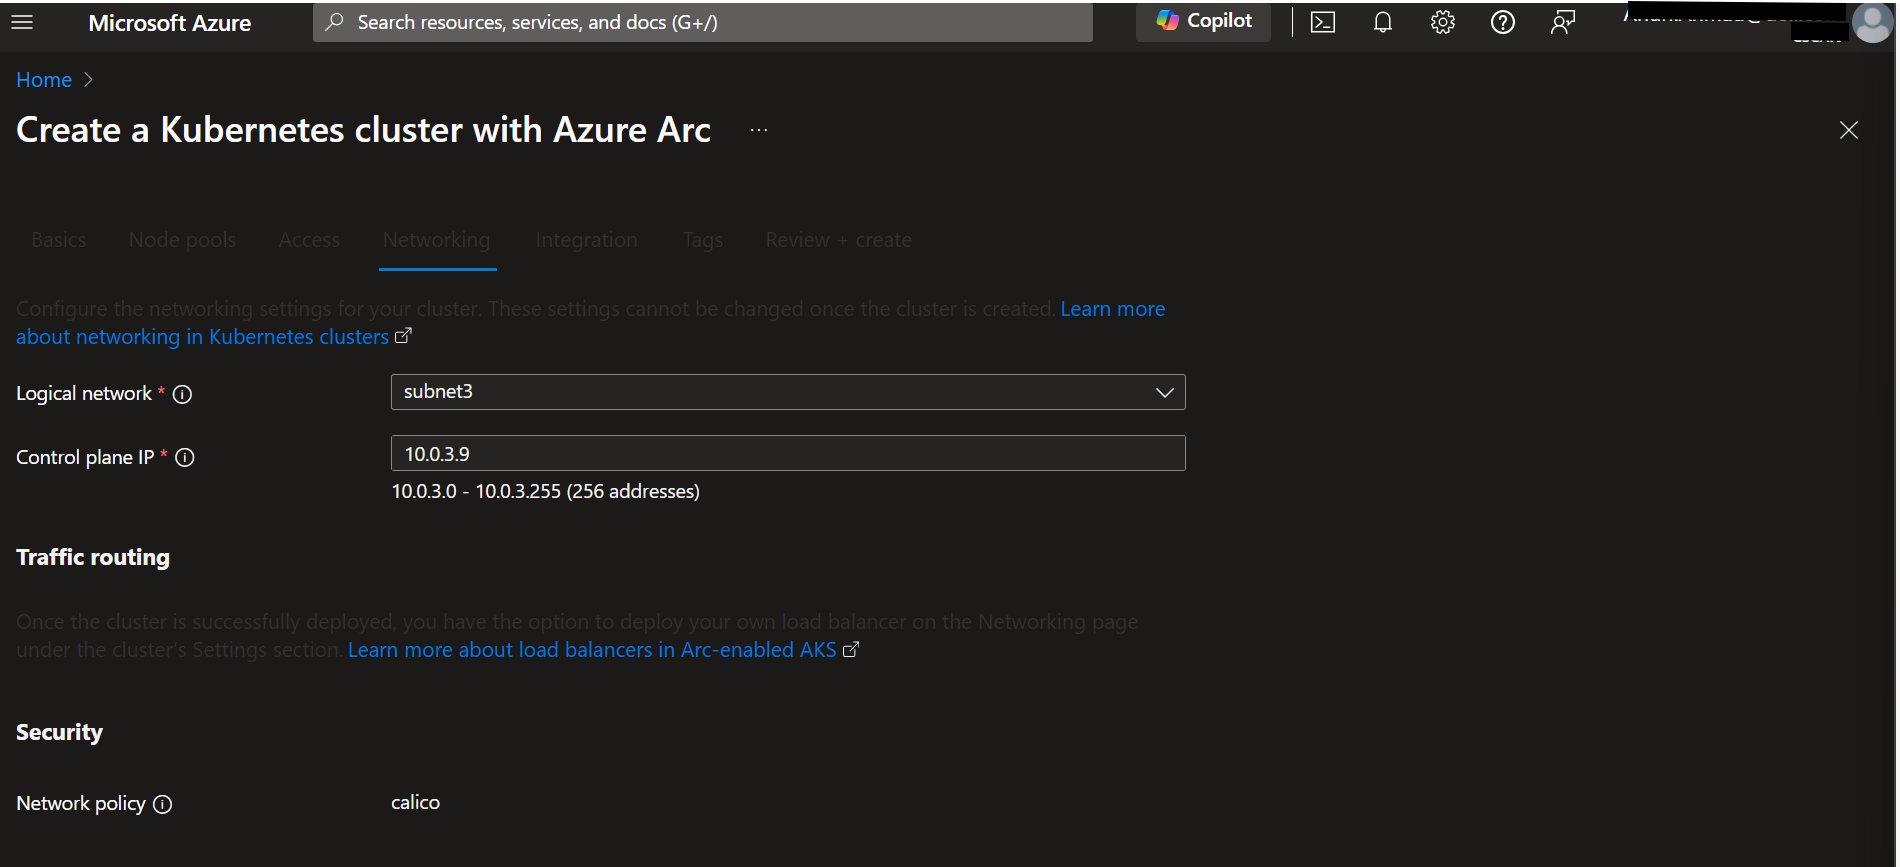 Microsoft Azure
Search resources, services, and docs (G+/)
Copilot
Home
Create a Kubernetes cluster with Azure Arc
Basics Node pools Access Networking Integration Tags Review + create
Configure the networking settings for your cluster. These settings cannot be changed once the cluster is created. Learn more
about networking in Kubernetes clusters
Logical network *
subnet3
Control plane IP *
10.0.3.9
10.0.3.0 - 10.0.3.255 (256 addresses)
Traffic routing
Once the cluster is successfully deployed, you have the option to deploy your own load balancer on the Networking page
under the cluster's Settings section. Learn more about load balancers in Arc-enabled AKS
Security
Network policy
calico